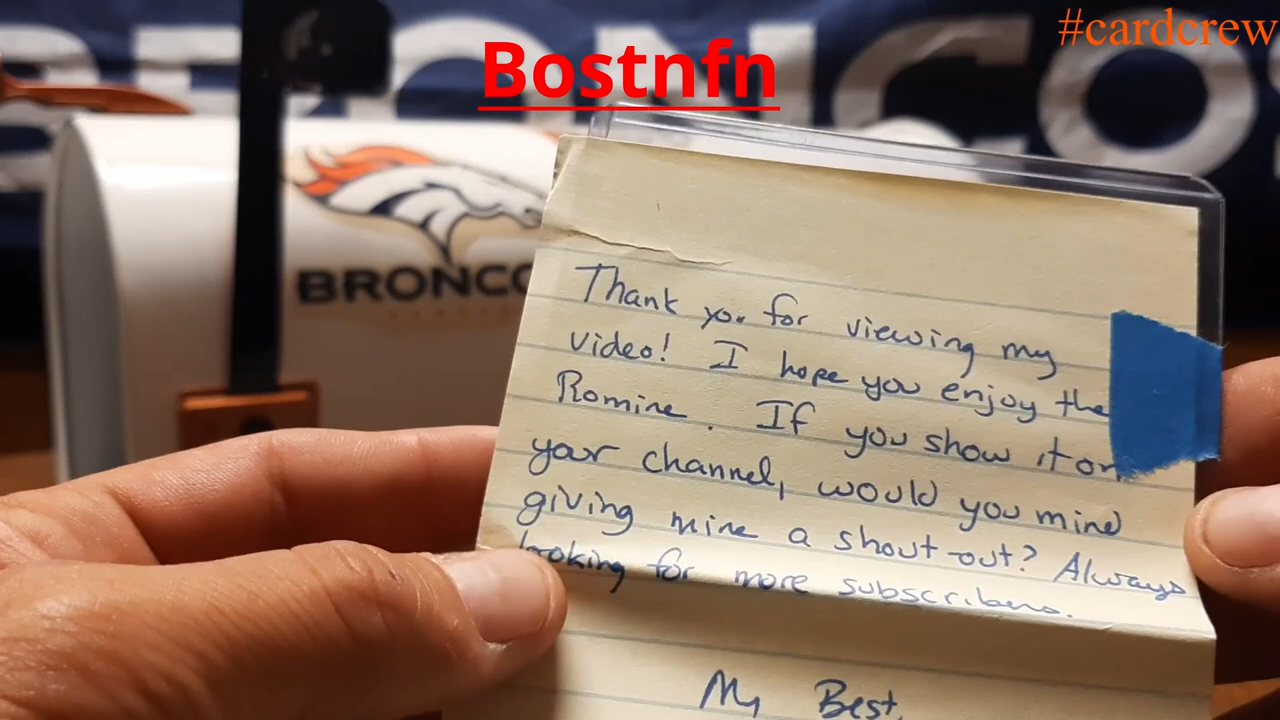 #cardcrew
Bostnfn
BRONCOS
BRONCO
Thank you for viewing my
video! I hope you enjoy the
Romine. If you show it on
your channel, would you mind
giving mine a shout-out? Always
looking for more subscribers.
My Best,